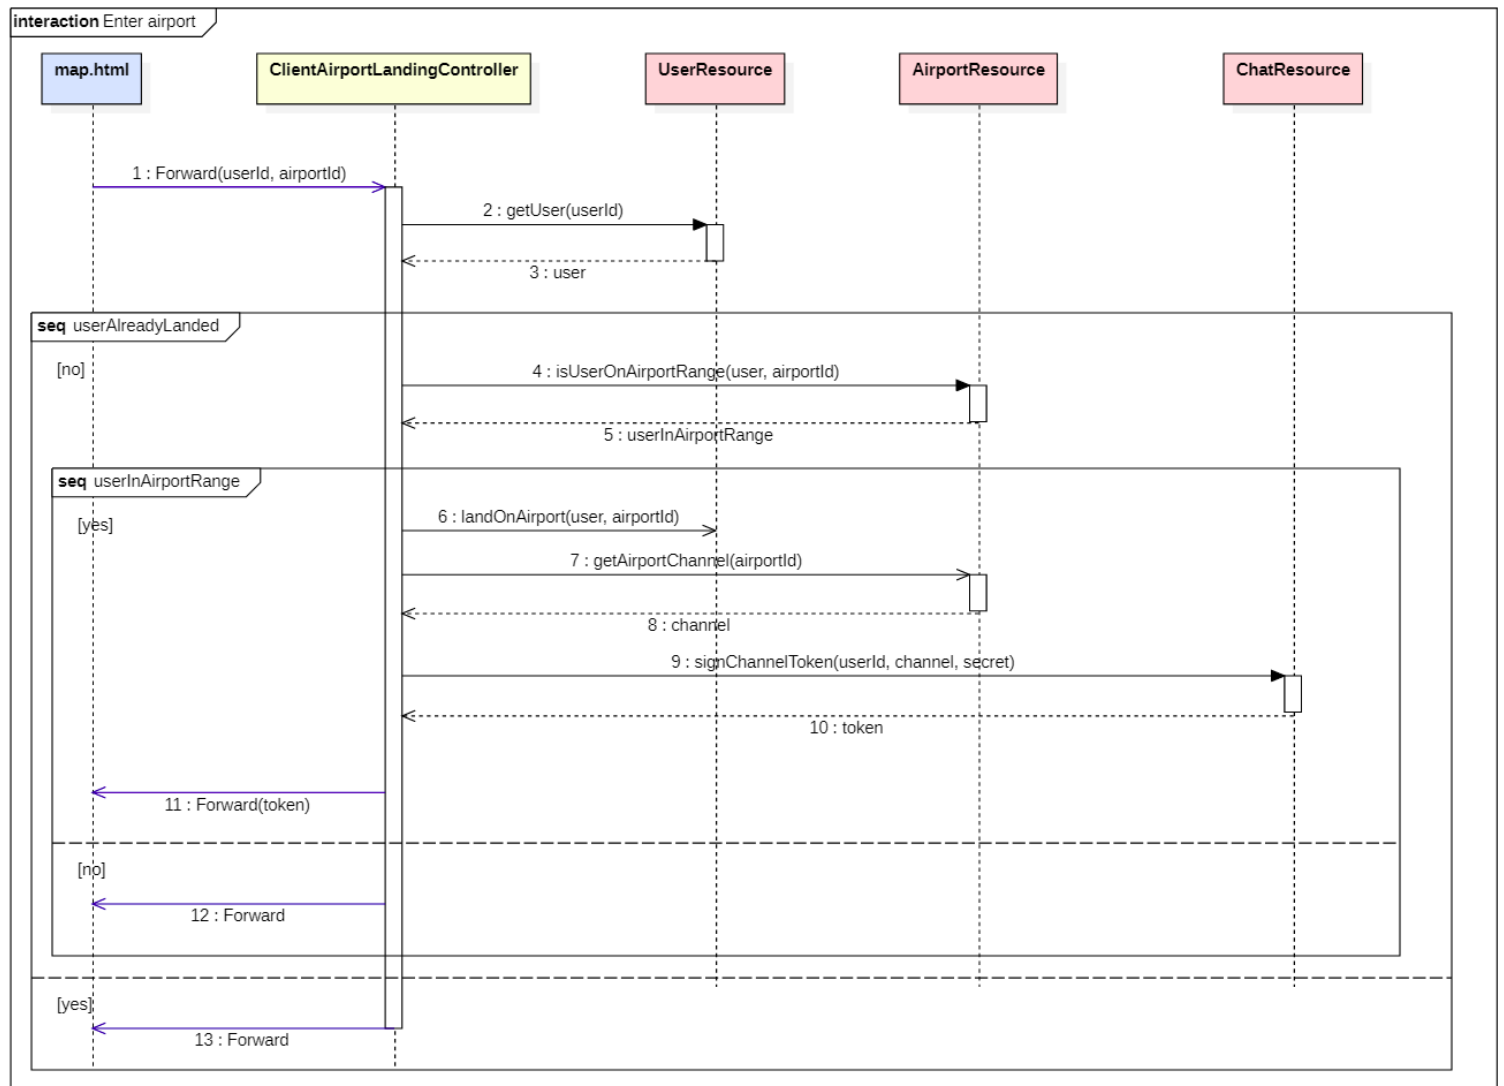 interaction Enter airport
map.html
ClientAirportLandingController
UserResource
AirportResource
ChatResource
1 : Forward(userId, airportId)
2 : getUser(userId)
3 : user
seq userAlreadyLanded
[no]
4 : isUserOnAirportRange(user, airportId)
5 : userInAirportRange
seq userInAirportRange
[yes]
6 : landOnAirport(user, airportId)
7 : getAirportChannel(airportId)
8 : channel
9 : signChannelToken(userId, channel, secret)
10 : token
11 : Forward(token)
[no]
12 : Forward
[yes]
13 : Forward